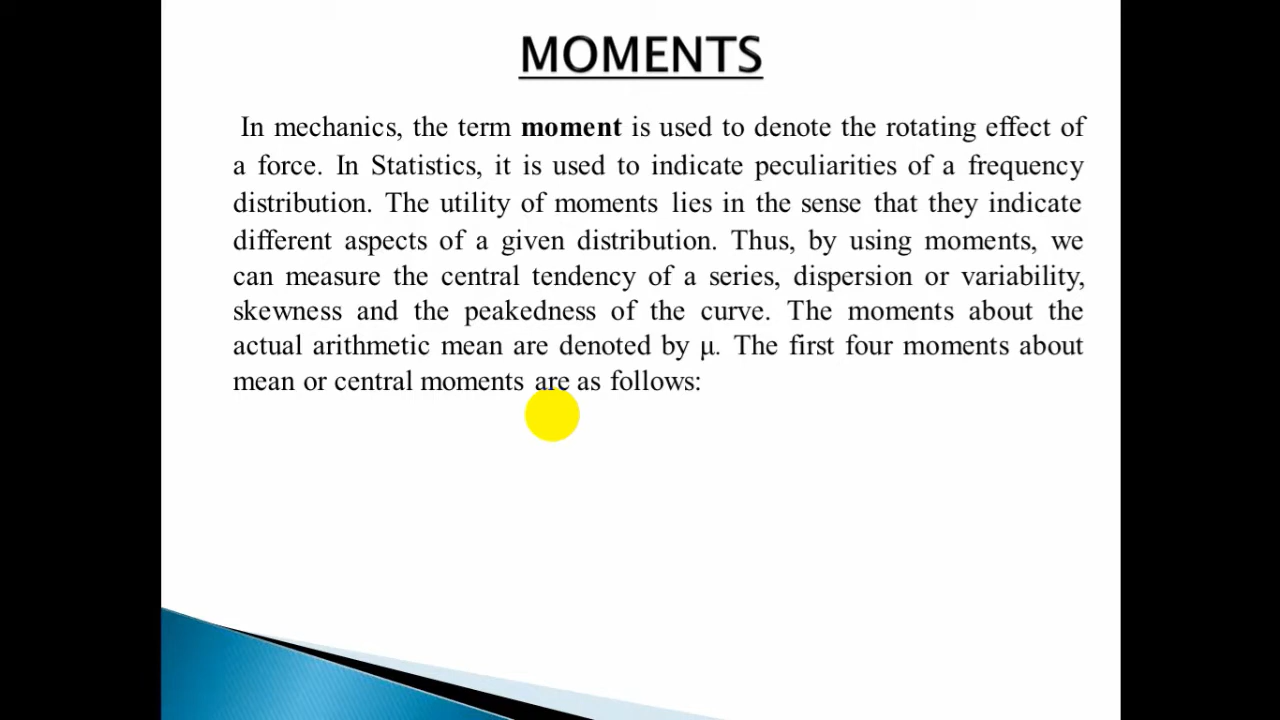 MOMENTS
In mechanics, the term moment is used to denote the rotating effect of
a force. In Statistics, it is used to indicate peculiarities of a frequency
distribution. The utility of moments lies in the sense that they indicate
different aspects of a given distribution. Thus, by using moments, we
can measure the central tendency of a series, dispersion or variability,
skewness and the peakedness of the curve. The moments about the
actual arithmetic mean are denoted by μ. The first four moments about
mean or central moments are as follows: